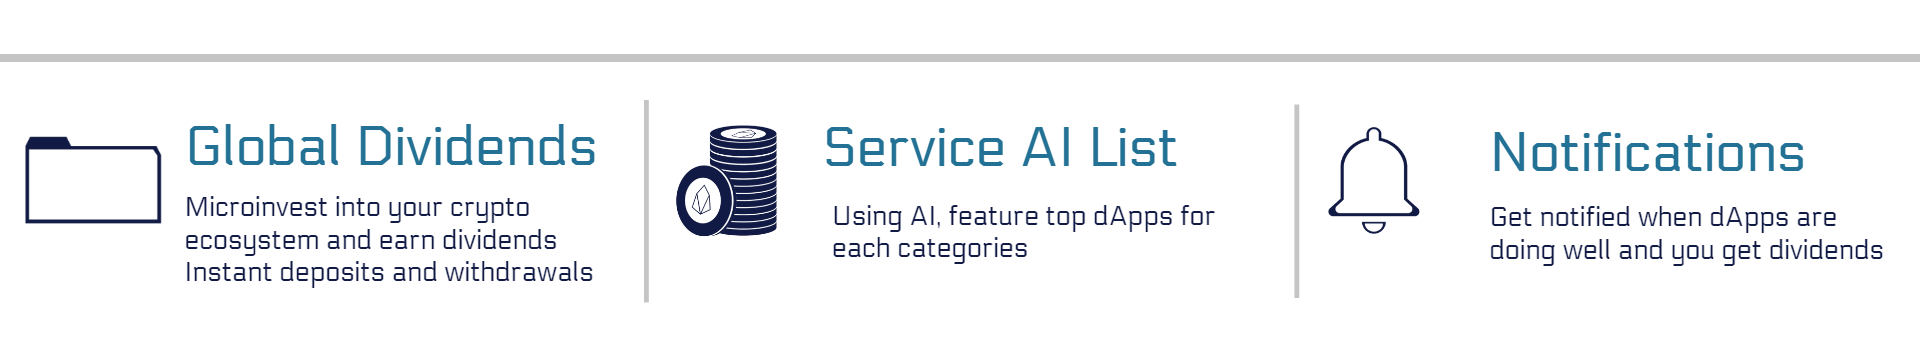 Global Dividends
Microinvest into your crypto
ecosystem and earn dividends
Instant deposits and withdrawals
Service AI List
Using AI, feature top dApps for
each categories
Notifications
Get notified when dApps are
doing well and you get dividends